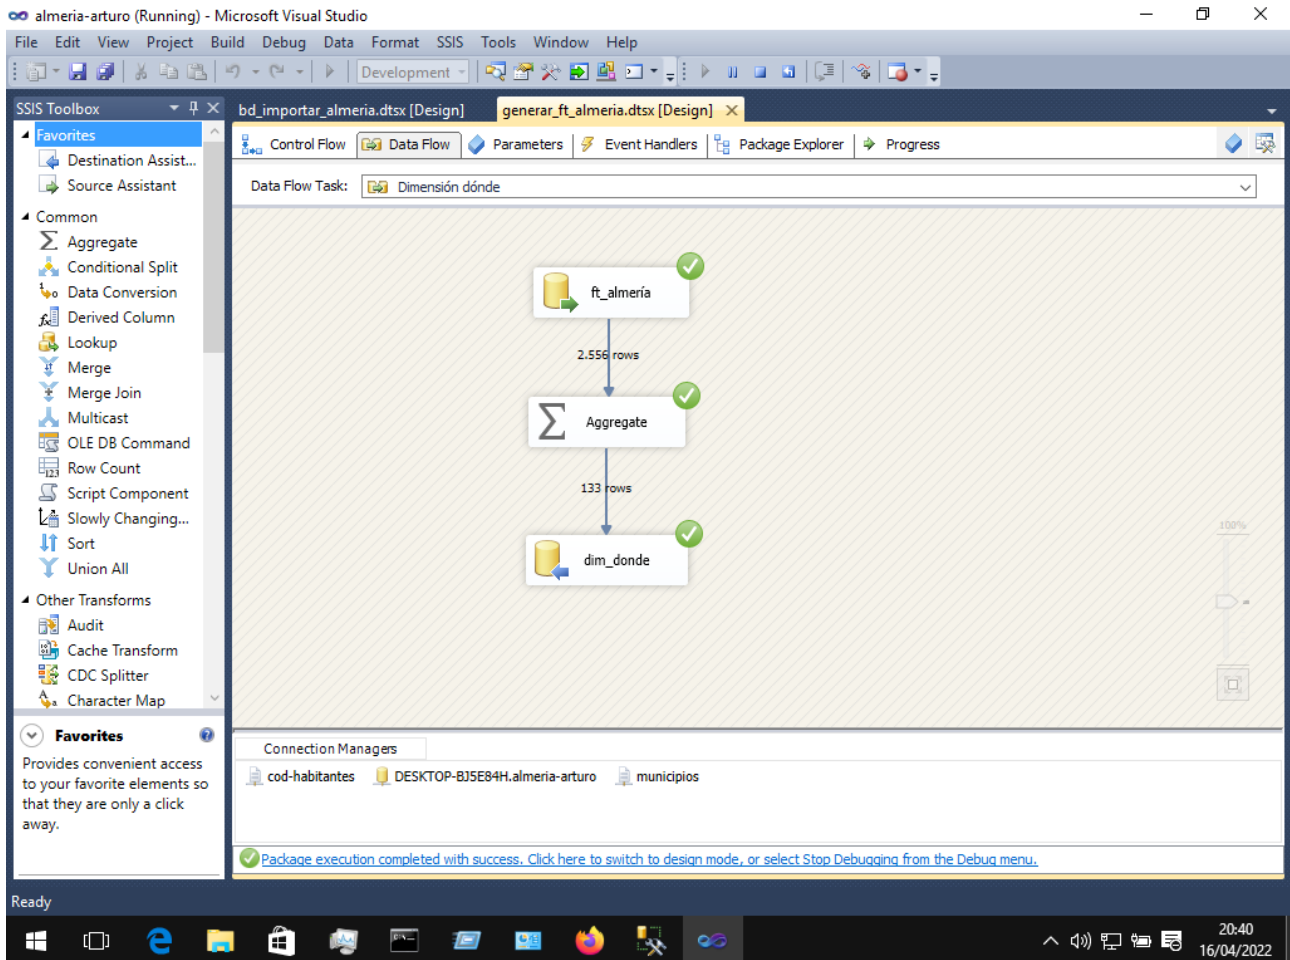 almeria-arturo (Running) - Microsoft Visual Studio
File Edit View Project Build Debug Data Format SSIS Tools Window Help
Development
SSIS Toolbox
bd_importar_almeria.dtsx [Design]
generar_ft_almeria.dtsx [Design]
Favorites
Destination Assist...
Source Assistant
Common
Aggregate
Conditional Split
Data Conversion
Derived Column
Lookup
Merge
Merge Join
Multicast
OLE DB Command
Row Count
Script Component
Slowly Changing...
Sort
Union All
Other Transforms
Audit
Cache Transform
CDC Splitter
Character Map
Favorites
Provides convenient access
to your favorite elements so
that they are only a click
away.
Control Flow
Data Flow
Parameters
Event Handlers
Package Explorer
Progress
Data Flow Task:
Dimensión dónde
ft_almería
2.556 rows
Aggregate
133 rows
dim_donde
100%
Connection Managers
cod-habitantes
DESKTOP-BJ5E84H.almeria-arturo
municipios
Package execution completed with success. Click here to switch to design mode, or select Stop Debugging from the Debug menu.
Ready
20:40
16/04/2022